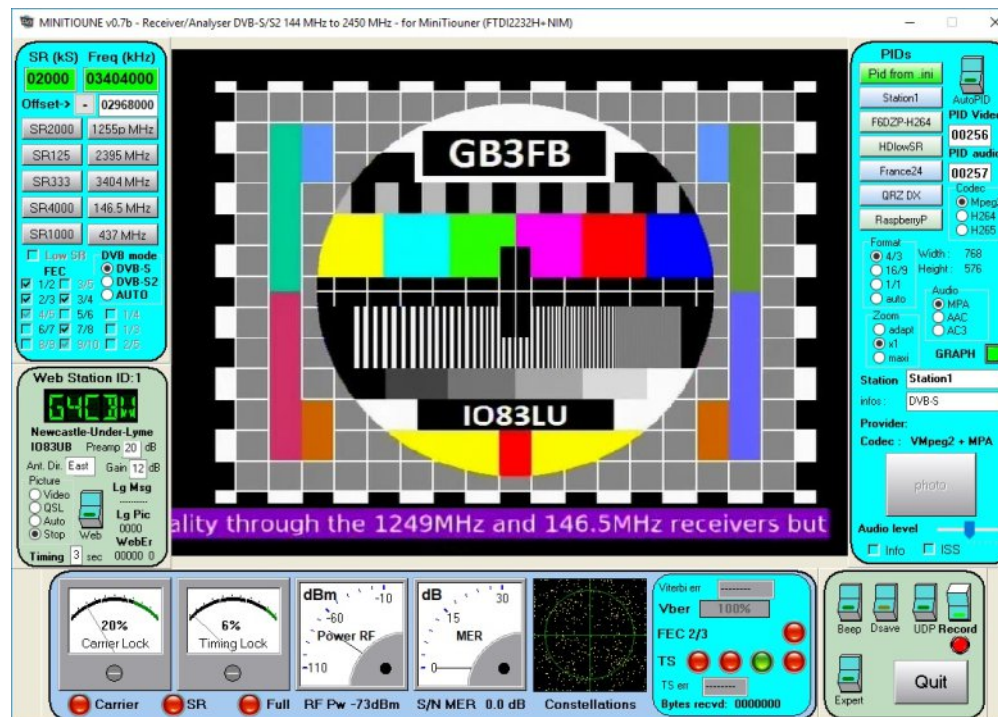 MINITIOUNE v0.7b - Receiver/Analyser DVB-S/S2 144 MHz to 2450 MHz - for MiniTiouner (FTDI2232H+NIM)
SR (kS) Freq (kHz)
02000 03404000
Offset-> - 02968000
SR2000 1255p MHz
SR125 2395 MHz
SR333 3404 MHz
SR4000 146.5 MHz
SR1000 437 MHz
Low SR DVB mode
FEC DVB-S
1/2 3/5 DVB-S2
2/3 3/4 AUTO
4/5 5/6 1/4
6/7 7/8 1/3
8/9 9/10 2/5
Web Station ID:1
G4CBW
Newcastle-Under-Lyme
IO83UB Preamp 20 dB
Ant. Dir. East Gain 12 dB
Picture
Video
QSL
Auto
Stop
Web
Lg Msg
--------
Lg Pic
0000
WebEr
Timing 3 sec 00000 0
GB3FB
IO83LU
ality through the 1249MHz and 146.5MHz receivers but
PIDs
Pid from .ini
Station1
F6DZP-H264
HDlowSR
France24
QRZ DX
RaspberryP
AutoPID
PID Video
00256
PID audio
00257
Codec
Mpeg2
H264
H265
Format
4/3
16/9
1/1
auto
Width : 768
Height : 576
Zoom
adapt
x1
maxi
Audio
MPA
AAC
AC3
GRAPH
Station Station1
infos : DVB-S
Provider:
Codec : VMpeg2 + MPA
photo
Audio level
Info ISS
20%
Carrier Lock
6%
Timing Lock
dBm -10
-60
Power RF
-110
dB 30
15
MER
0
Carrier SR Full RF Pw -73dBm S/N MER 0.0 dB Constellations
Viterbi err --------
Vber 100%
FEC 2/3
TS
TS err --------
Bytes recvd: 0000000
Beep Dsave UDP Record
Expert
Quit